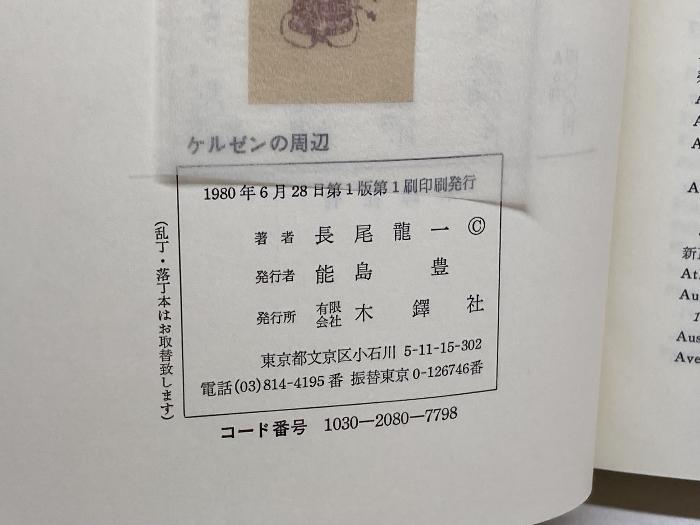 ケルゼンの周辺
1980年6月28日第1版第1刷印刷発行
著者 長尾龍一 ©
発行者 能島豊
発行所 有限会社 木鐸社
東京都文京区小石川 5-11-15-302
電話(03)814-4195番 振替東京0-126746番
コード番号 1030—2080—7798
(乱丁・落丁本はお取替致します)
At.
Au
Aus
Ave